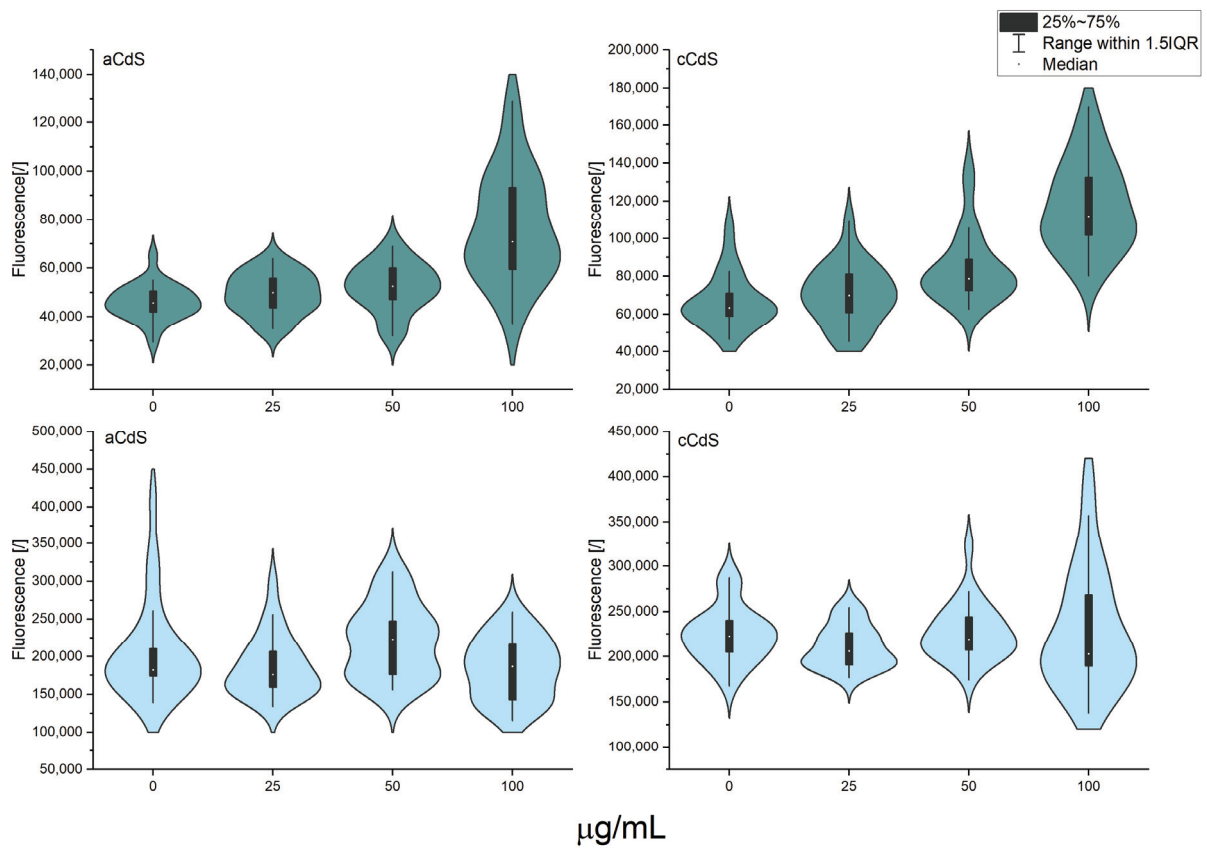 25%~75%
Range within 1.5IQR
Median
aCdS
Fluorescence[/]
140,000
120,000
100,000
80,000
60,000
40,000
20,000
0 25 50 100
cCdS
Fluorescence[/]
200,000
180,000
160,000
140,000
120,000
100,000
80,000
60,000
40,000
20,000
0 25 50 100
aCdS
Fluorescence [/]
500,000
450,000
400,000
350,000
300,000
250,000
200,000
150,000
100,000
50,000
0 25 50 100
cCdS
Fluorescence [/]
450,000
400,000
350,000
300,000
250,000
200,000
150,000
100,000
0 25 50 100
µg/mL